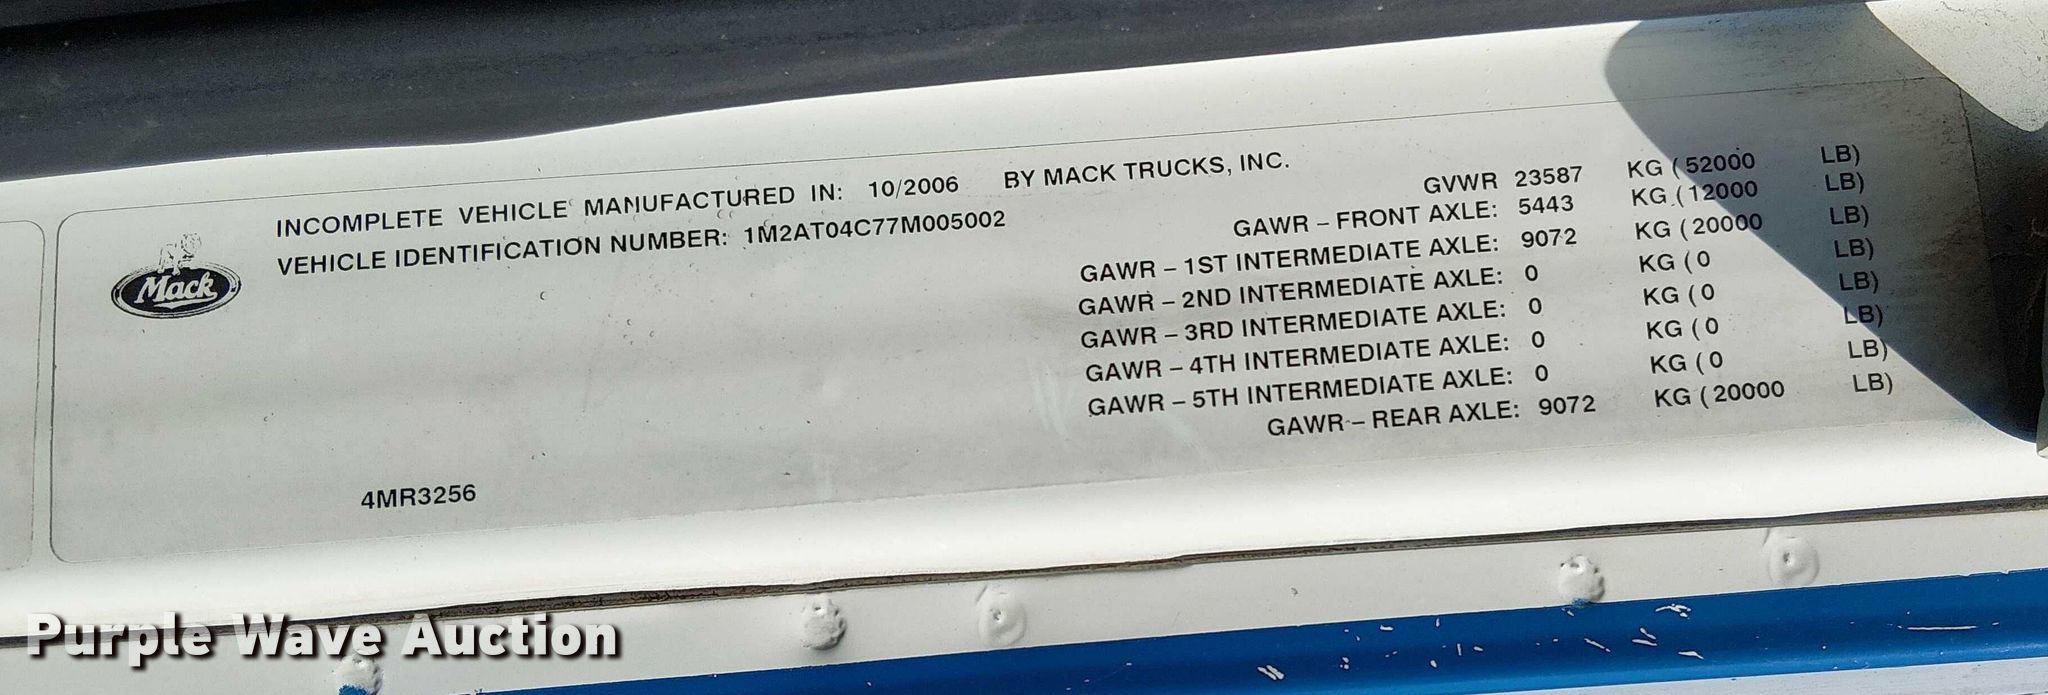 INCOMPLETE VEHICLE MANUFACTURED IN: 10/2006 BY MACK TRUCKS, INC.
VEHICLE IDENTIFICATION NUMBER: 1M2AT04C77M005002
Mack
GVWR 23587 KG (52000 LB)
GAWR – FRONT AXLE: 5443 KG (12000 LB)
GAWR – 1ST INTERMEDIATE AXLE: 9072 KG (20000 LB)
GAWR – 2ND INTERMEDIATE AXLE: 0 KG (0 LB)
GAWR – 3RD INTERMEDIATE AXLE: 0 KG (0 LB)
GAWR – 4TH INTERMEDIATE AXLE: 0 KG (0 LB)
GAWR – 5TH INTERMEDIATE AXLE: 0 KG (0 LB)
GAWR – REAR AXLE: 9072 KG (20000 LB)
4MR3256
Purple Wave Auction